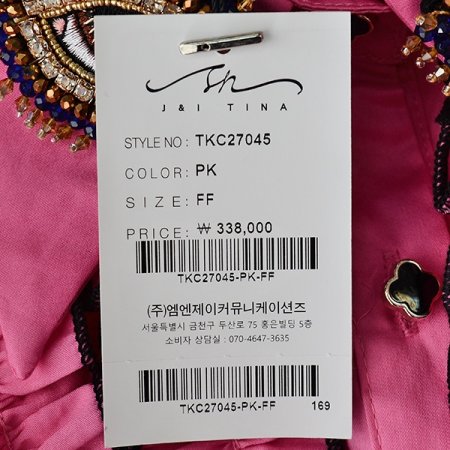 J&I TINA
STYLE NO: TKC27045
COLOR: PK
SIZE: FF
PRICE: ₩ 338,000
TKC27045-PK-FF
(주)엠엔제이커뮤니케이션즈
서울특별시 금천구 두산로 75 홍은빌딩 5층
소비자 상담실 : 070-4647-3635
TKC27045-PK-FF 169